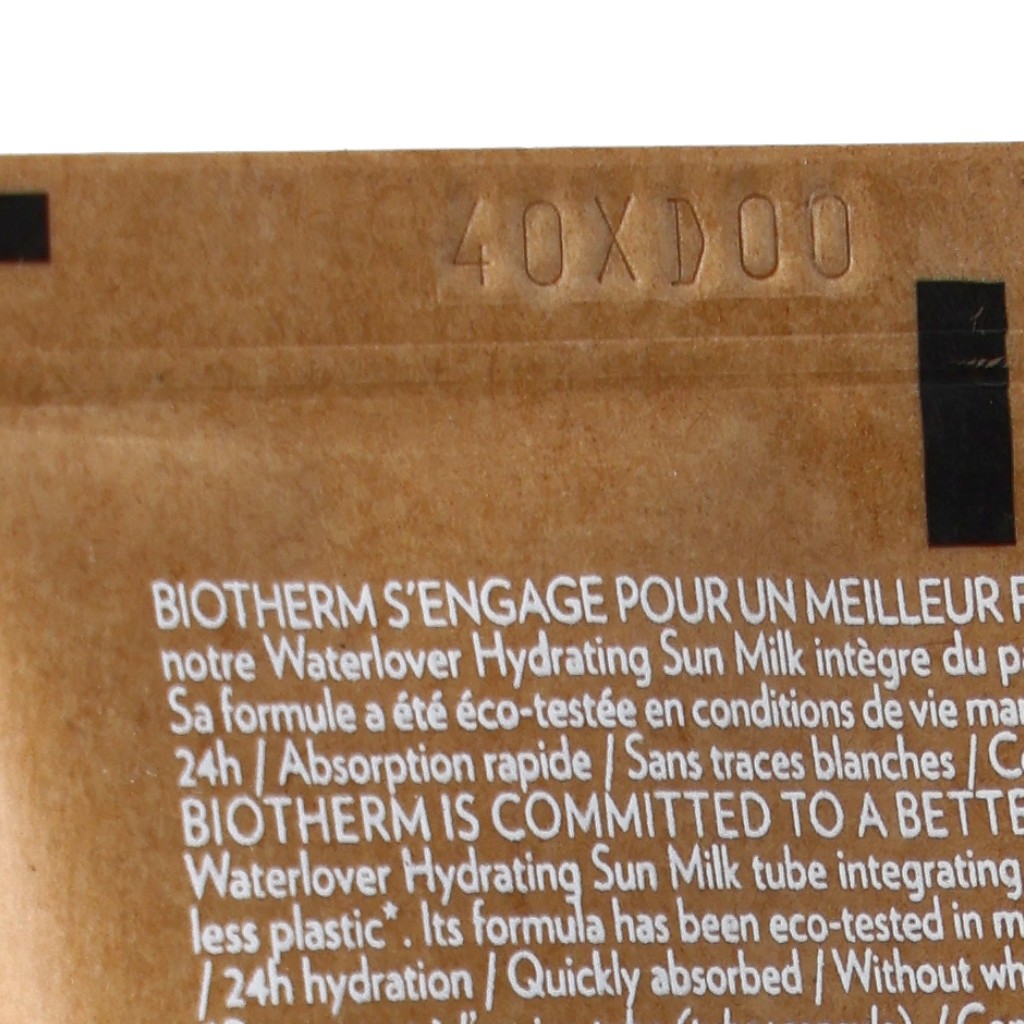 40XD00
BIOTHERM S'ENGAGE POUR UN MEILLEUR
notre Waterlover Hydrating Sun Milk intègre du
Sa formule a été éco-testée en conditions de vie
24h / Absorption rapide / Sans traces blanches /
BIOTHERM IS COMMITTED TO A
Waterlover Hydrating Sun Milk tube integrating
less plastic*. Its formula has been eco-tested in
/ 24h hydration / Quickly absorbed / Without